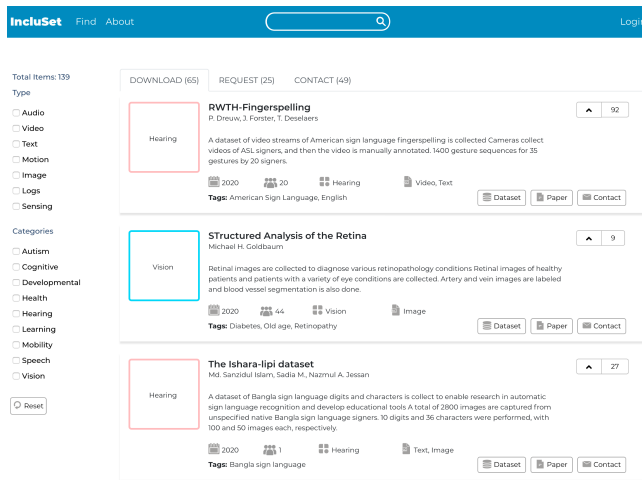 IncluSet Find About Login
Total Items: 139
Type
Audio
Video
Text
Motion
Image
Logs
Sensing
Categories
Autism
Cognitive
Developmental
Health
Hearing
Learning
Mobility
Speech
Vision
Reset
DOWNLOAD (65) REQUEST (25) CONTACT (49)
Hearing
RWTH-Fingerspelling
P. Dreuw, J. Forster, T. Deselaers
92
A dataset of video streams of American sign language fingerspelling is collected Cameras collect
videos of ASL signers, and then the video is manually annotated. 1400 gesture sequences for 35
gestures by 20 signers.
2020 20 Hearing Video, Text
Tags: American Sign Language, English
Dataset Paper Contact
Vision
STructured Analysis of the Retina
Michael H. Goldbaum
9
Retinal images are collected to diagnose various retinopathology conditions Retinal images of healthy
patients and patients with a variety of eye conditions are collected. Artery and vein images are labeled
and blood vessel segmentation is also done.
2020 44 Vision Image
Tags: Diabetes, Old age, Retinopathy
Dataset Paper Contact
Hearing
The Ishara-lipi dataset
Md. Sanzidul Islam, Sadia M., Nazmul A. Jessan
27
A dataset of Bangla sign language digits and characters is collect to enable research in automatic
sign language recognition and develop educational tools A total of 2800 images are captured from
unspecified native Bangla sign language signers. 10 digits and 36 characters were performed, with
100 and 50 images each, respectively.
2020 1 Hearing Text, Image
Tags: Bangla sign language
Dataset Paper Contact